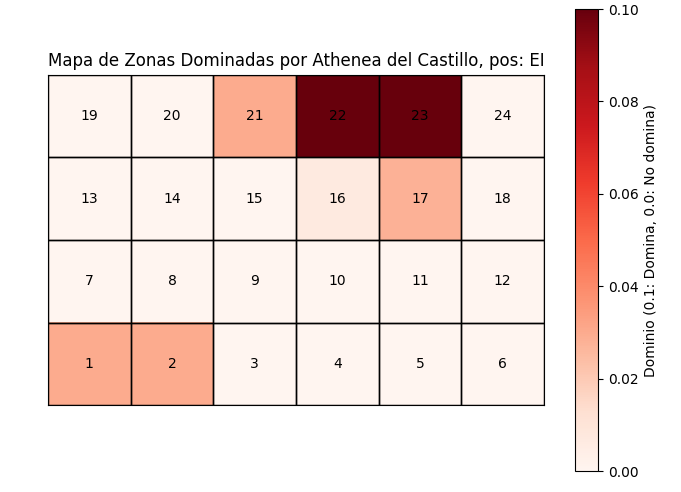 Mapa de Zonas Dominadas por Athenea del Castillo, pos: EI
19 20 21 22 23 24
13 14 15 16 17 18
7 8 9 10 11 12
1 2 3 4 5 6
0.10
0.08
0.06
0.04
0.02
0.00
Dominio (0.1: Domina, 0.0: No domina)